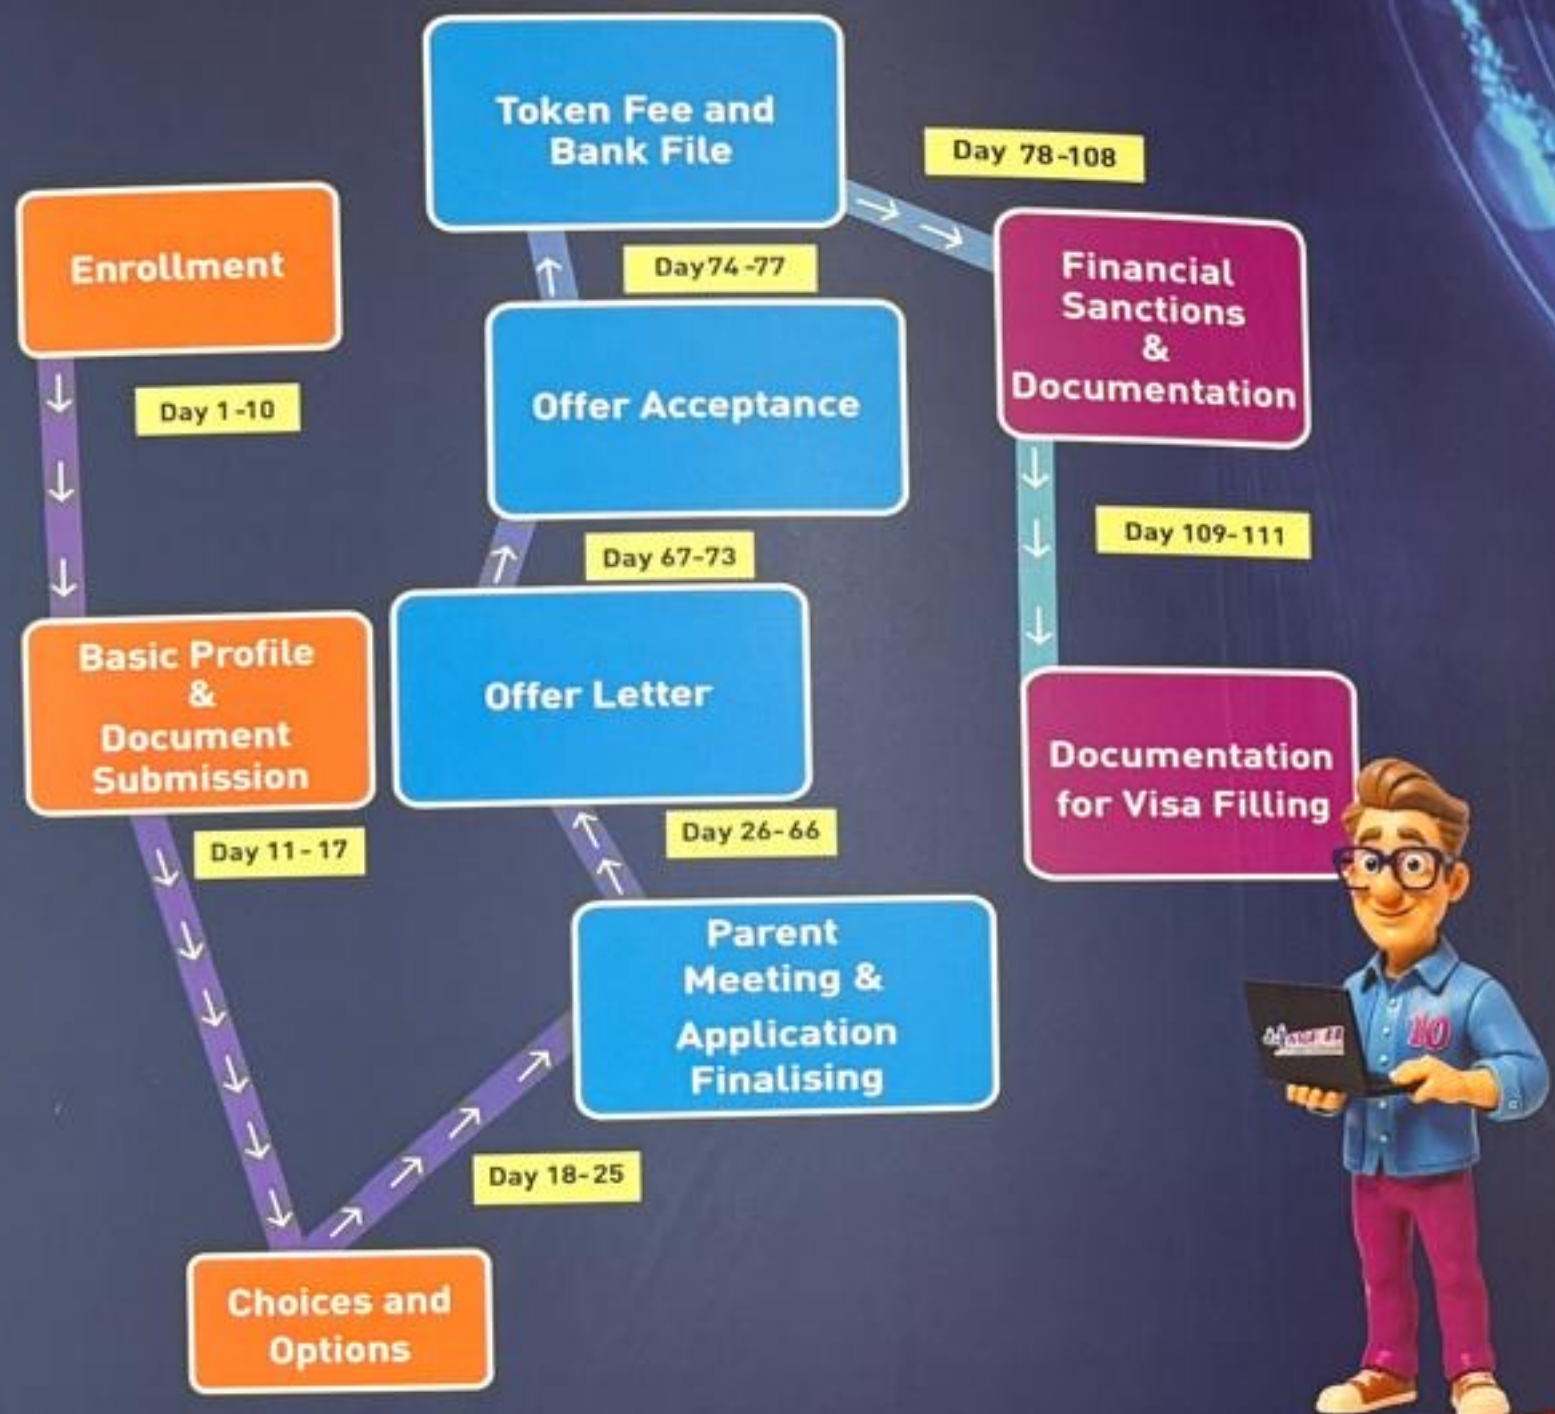 Enrollment
Day 1-10
Basic Profile
&
Document
Submission
Day 11-17
Choices and
Options
Day 18-25
Parent
Meeting &
Application
Finalising
Day 26-66
Offer Letter
Day 67-73
Offer Acceptance
Day74-77
Token Fee and
Bank File
Day 78-108
Financial
Sanctions
&
Documentation
Day 109-111
Documentation
for Visa Filling